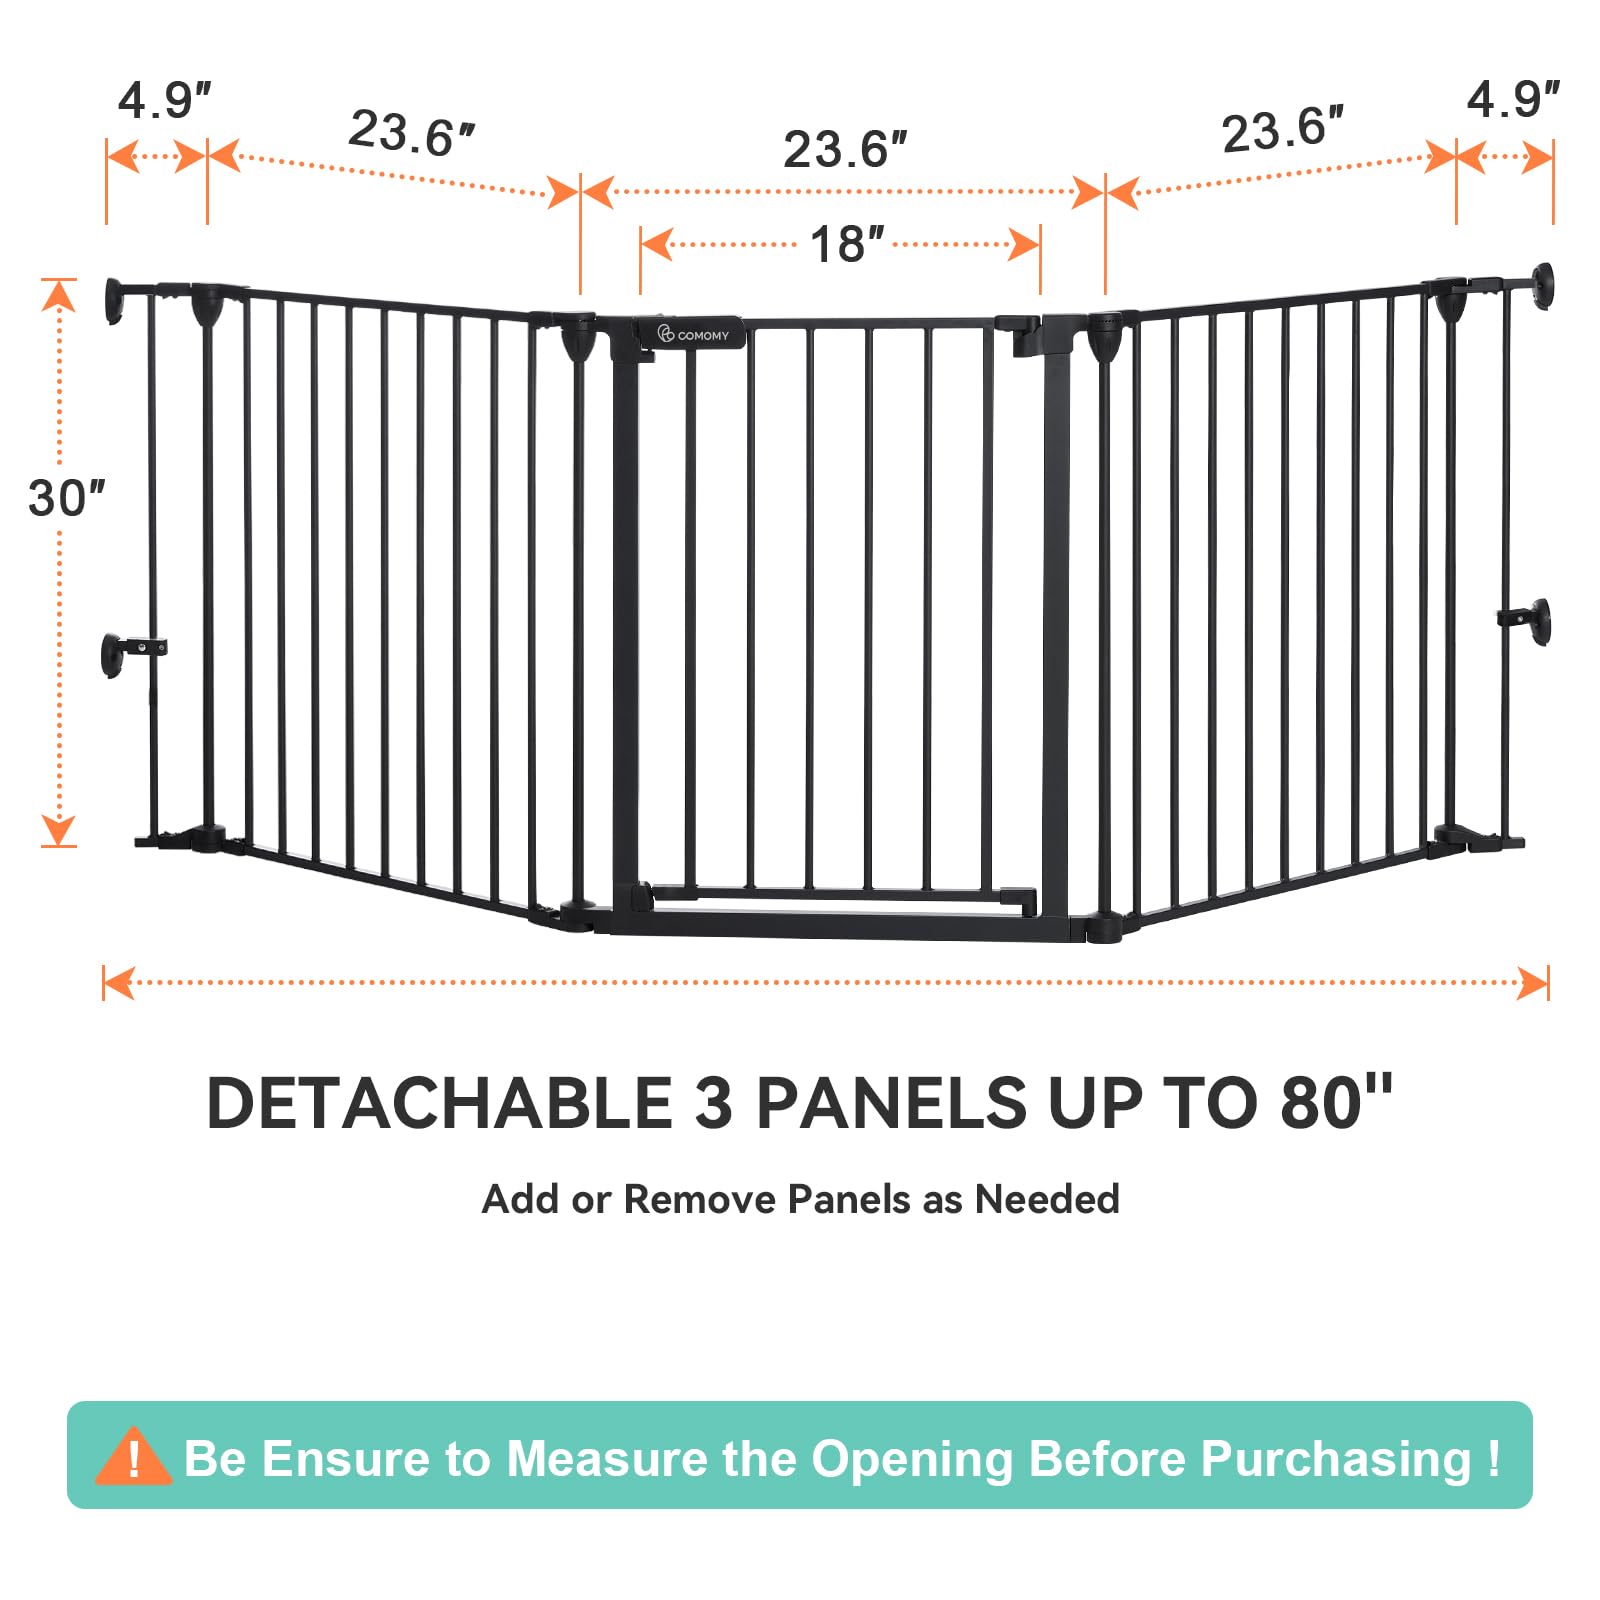 4.9"
23.6"
23.6"
23.6"
4.9"
18"
COMOMY
30"
DETACHABLE 3 PANELS UP TO 80"
Add or Remove Panels as Needed
! Be Ensure to Measure the Opening Before Purchasing !